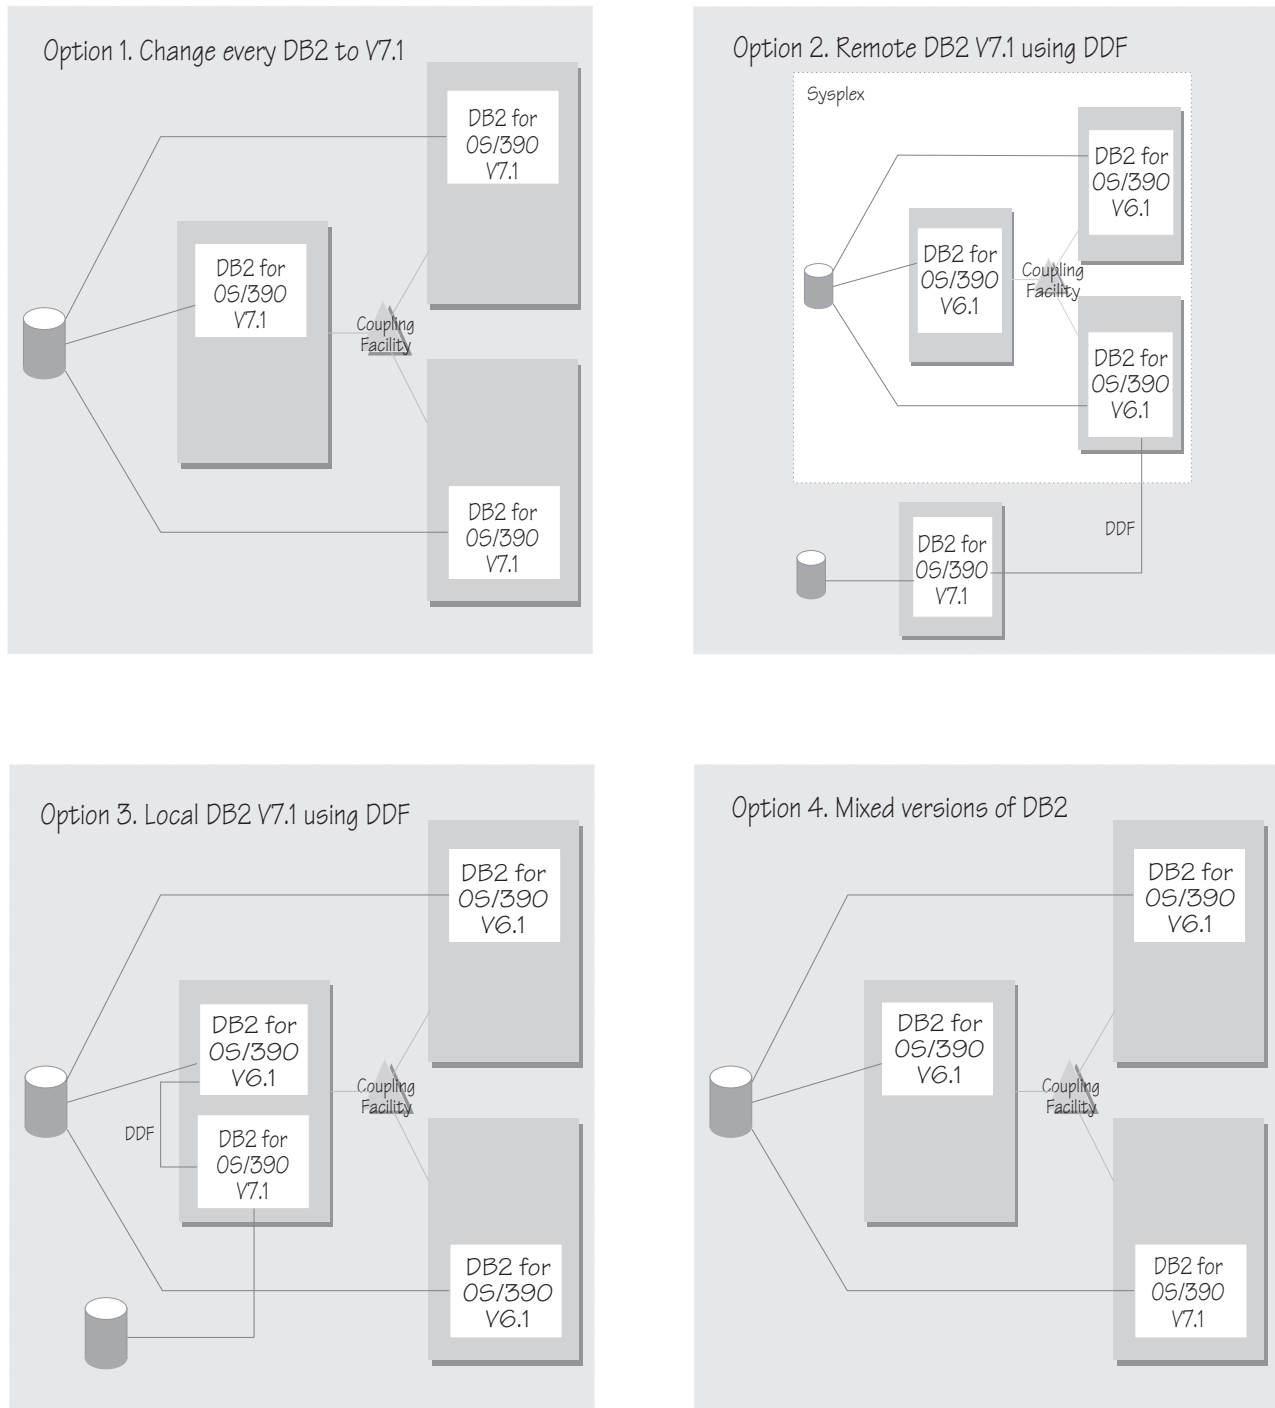 Option 1. Change every DB2 to V7.1
DB2 for
OS/390
V7.1
DB2 for
OS/390
V7.1
Coupling
Facility
DB2 for
OS/390
V7.1
Option 2. Remote DB2 V7.1 using DDF
Sysplex
DB2 for
OS/390
V6.1
DB2 for
OS/390
V6.1
Coupling
Facility
DB2 for
OS/390
V6.1
DDF
DB2 for
OS/390
V7.1
Option 3. Local DB2 V7.1 using DDF
DB2 for
OS/390
V6.1
DB2 for
OS/390
V6.1
Coupling
Facility
DDF
DB2 for
OS/390
V7.1
DB2 for
OS/390
V6.1
Option 4. Mixed versions of DB2
DB2 for
OS/390
V6.1
DB2 for
OS/390
V6.1
Coupling
Facility
DB2 for
OS/390
V7.1